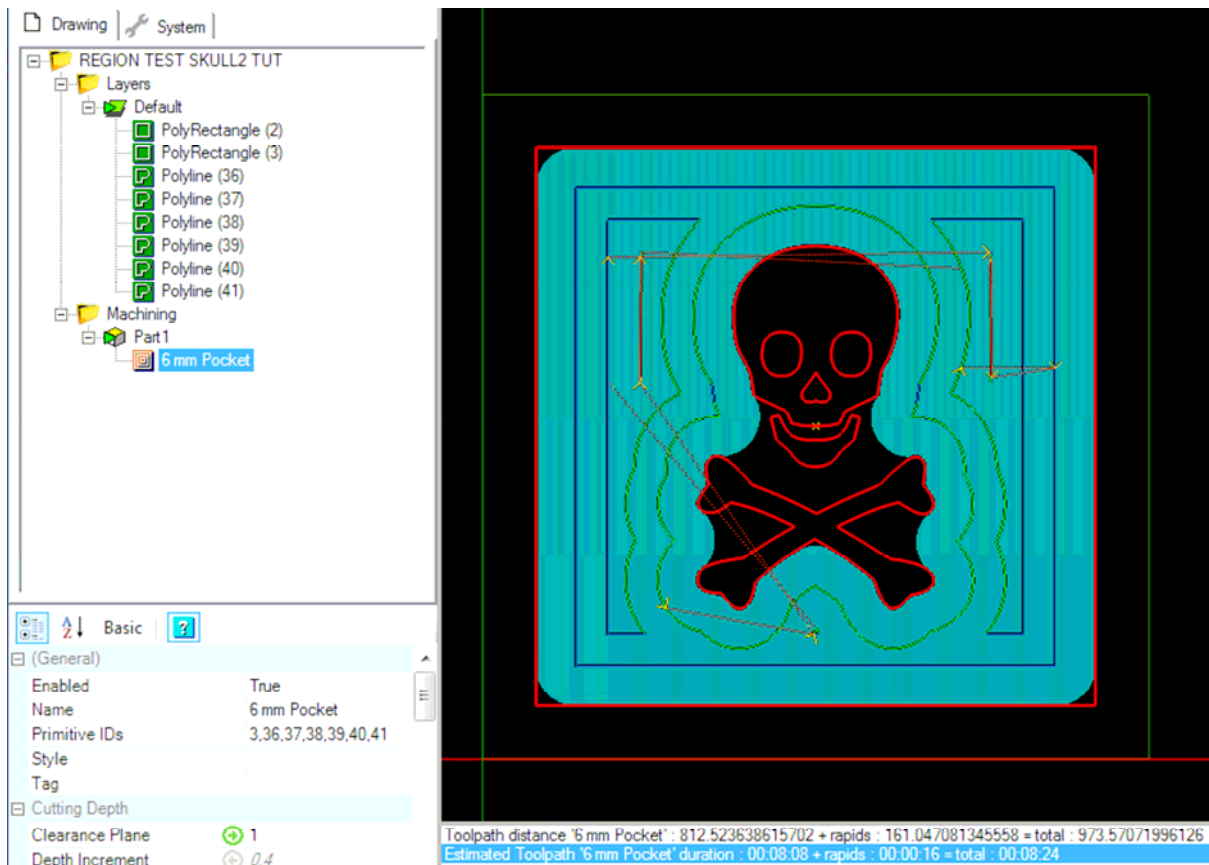 Drawing System
REGION TEST SKULL2 TUT
Layers
Default
PolyRectangle (2)
PolyRectangle (3)
Polyline (36)
Polyline (37)
Polyline (38)
Polyline (39)
Polyline (40)
Polyline (41)
Machining
Part1
6 mm Pocket
A Z Basic ?
(General)
Enabled True
Name 6 mm Pocket
Primitive IDs 3,36,37,38,39,40,41
Style
Tag
Cutting Depth
Clearance Plane 1
Depth Increment 0.4
Toolpath distance '6 mm Pocket' : 812.523638615702 + rapids : 161.047081345558 = total : 973.57071996126
Estimated Toolpath '6 mm Pocket' duration : 00:08:08 + rapids : 00:00:16 = total : 00:08:24